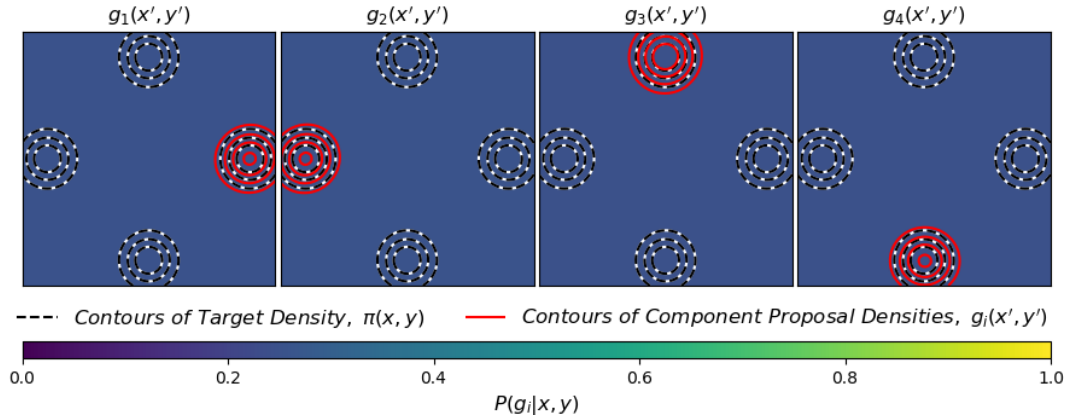 g₁(x′, y′) g₂(x′, y′) g₃(x′, y′) g₄(x′, y′)
Contours of Target Density, π(x, y) Contours of Component Proposal Densities, gᵢ(x′, y′)
0.0 0.2 0.4 0.6 0.8 1.0
P(gᵢ|x, y)